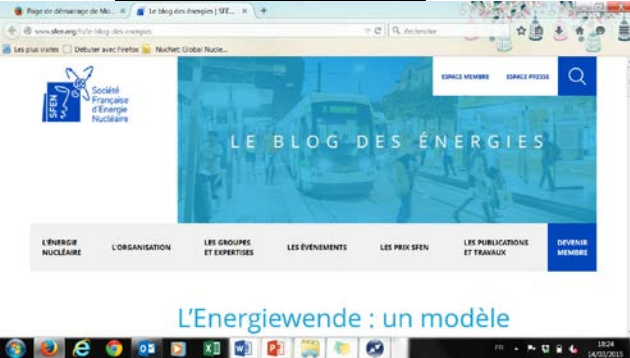 Page de démarrage de Mo...
Le blog des énergies | SFE...
www.sfen.org/fr/le-blog-des-energies
Rechercher
Les plus visités
Débuter avec Firefox
NucNet Global Nucle...
SFEN
Société
Française
d'Energie
Nucléaire
ESPACE MEMBRE
ESPACE PRESSE
LE BLOG DES ÉNERGIES
L'ÉNERGIE
NUCLÉAIRE
L'ORGANISATION
LES GROUPES
ET EXPERTISES
LES ÉVÈNEMENTS
LES PRIX SFEN
LES PUBLICATIONS
ET TRAVAUX
DEVENIR
MEMBRE
L'Energiewende : un modèle
FR
18:24
14/03/2015